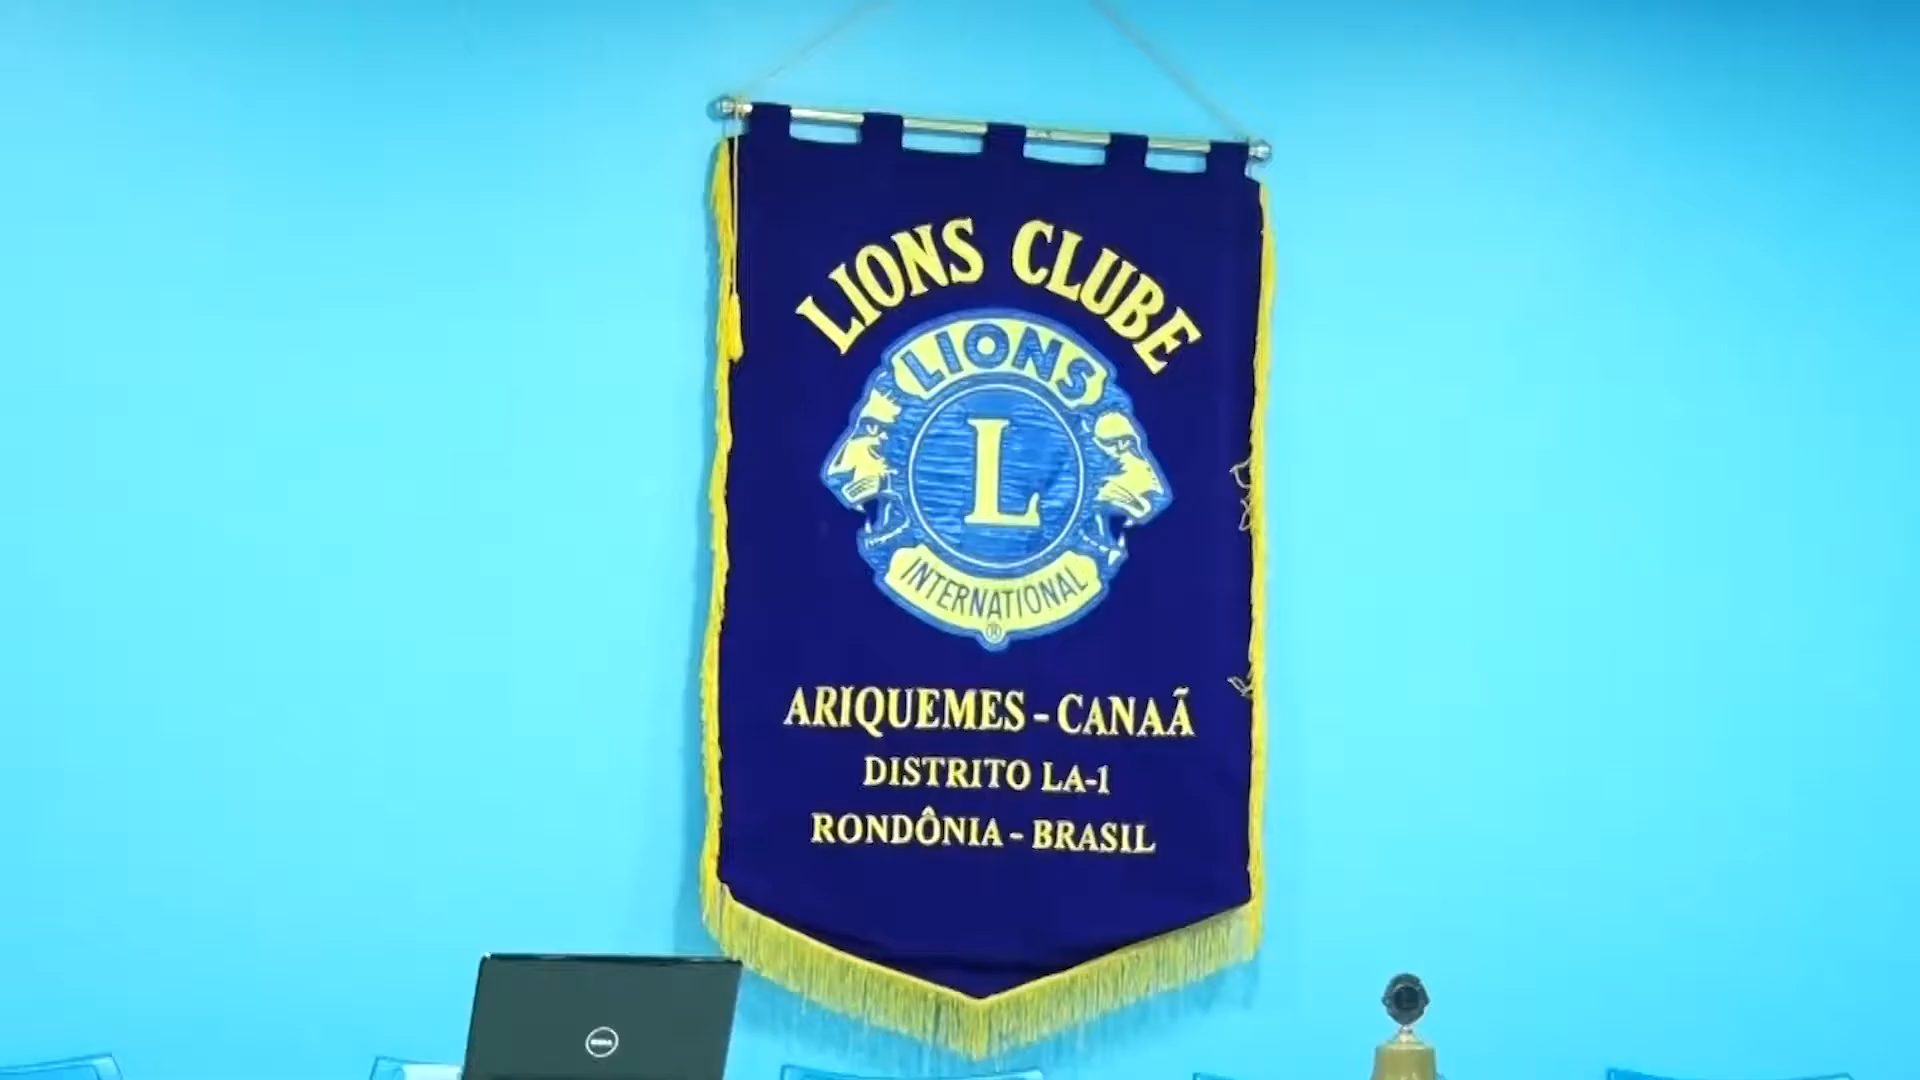 LIONS CLUBE
LIONS
L
INTERNATIONAL
®
ARIQUEMES - CANAÃ
DISTRITO LA-1
RONDÔNIA - BRASIL
DELL